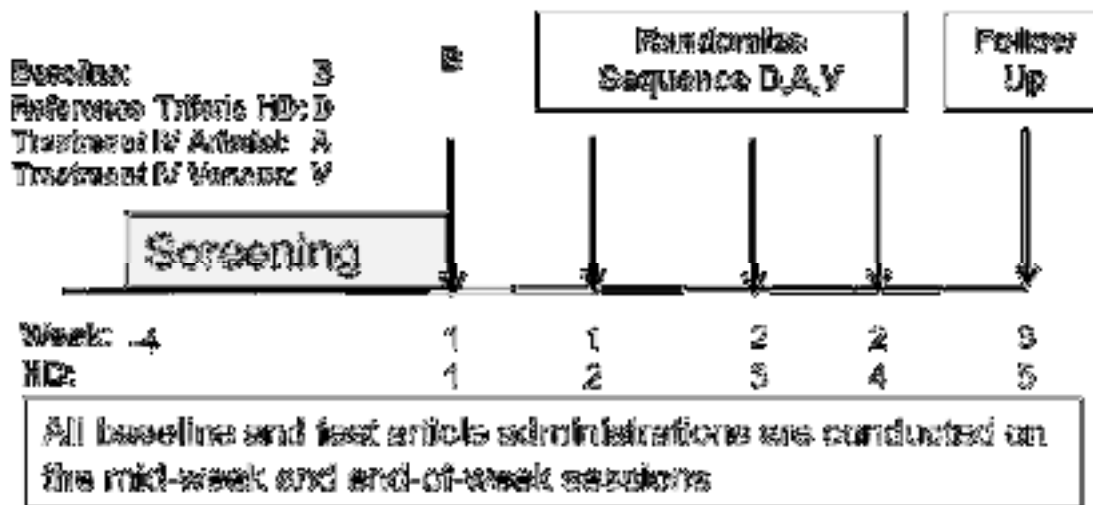 Baseline: B
Reference Triferic HD: D
Treatment IV Arterial: A
Treatment IV Venous: V
B
Randomize
Sequence D,A,V
Follow
Up
Screening
Week: -4 1 1 2 2 3
HD: 1 2 3 4 5
All baseline and test article administrations are conducted on
the mid-week and end-of-week sessions